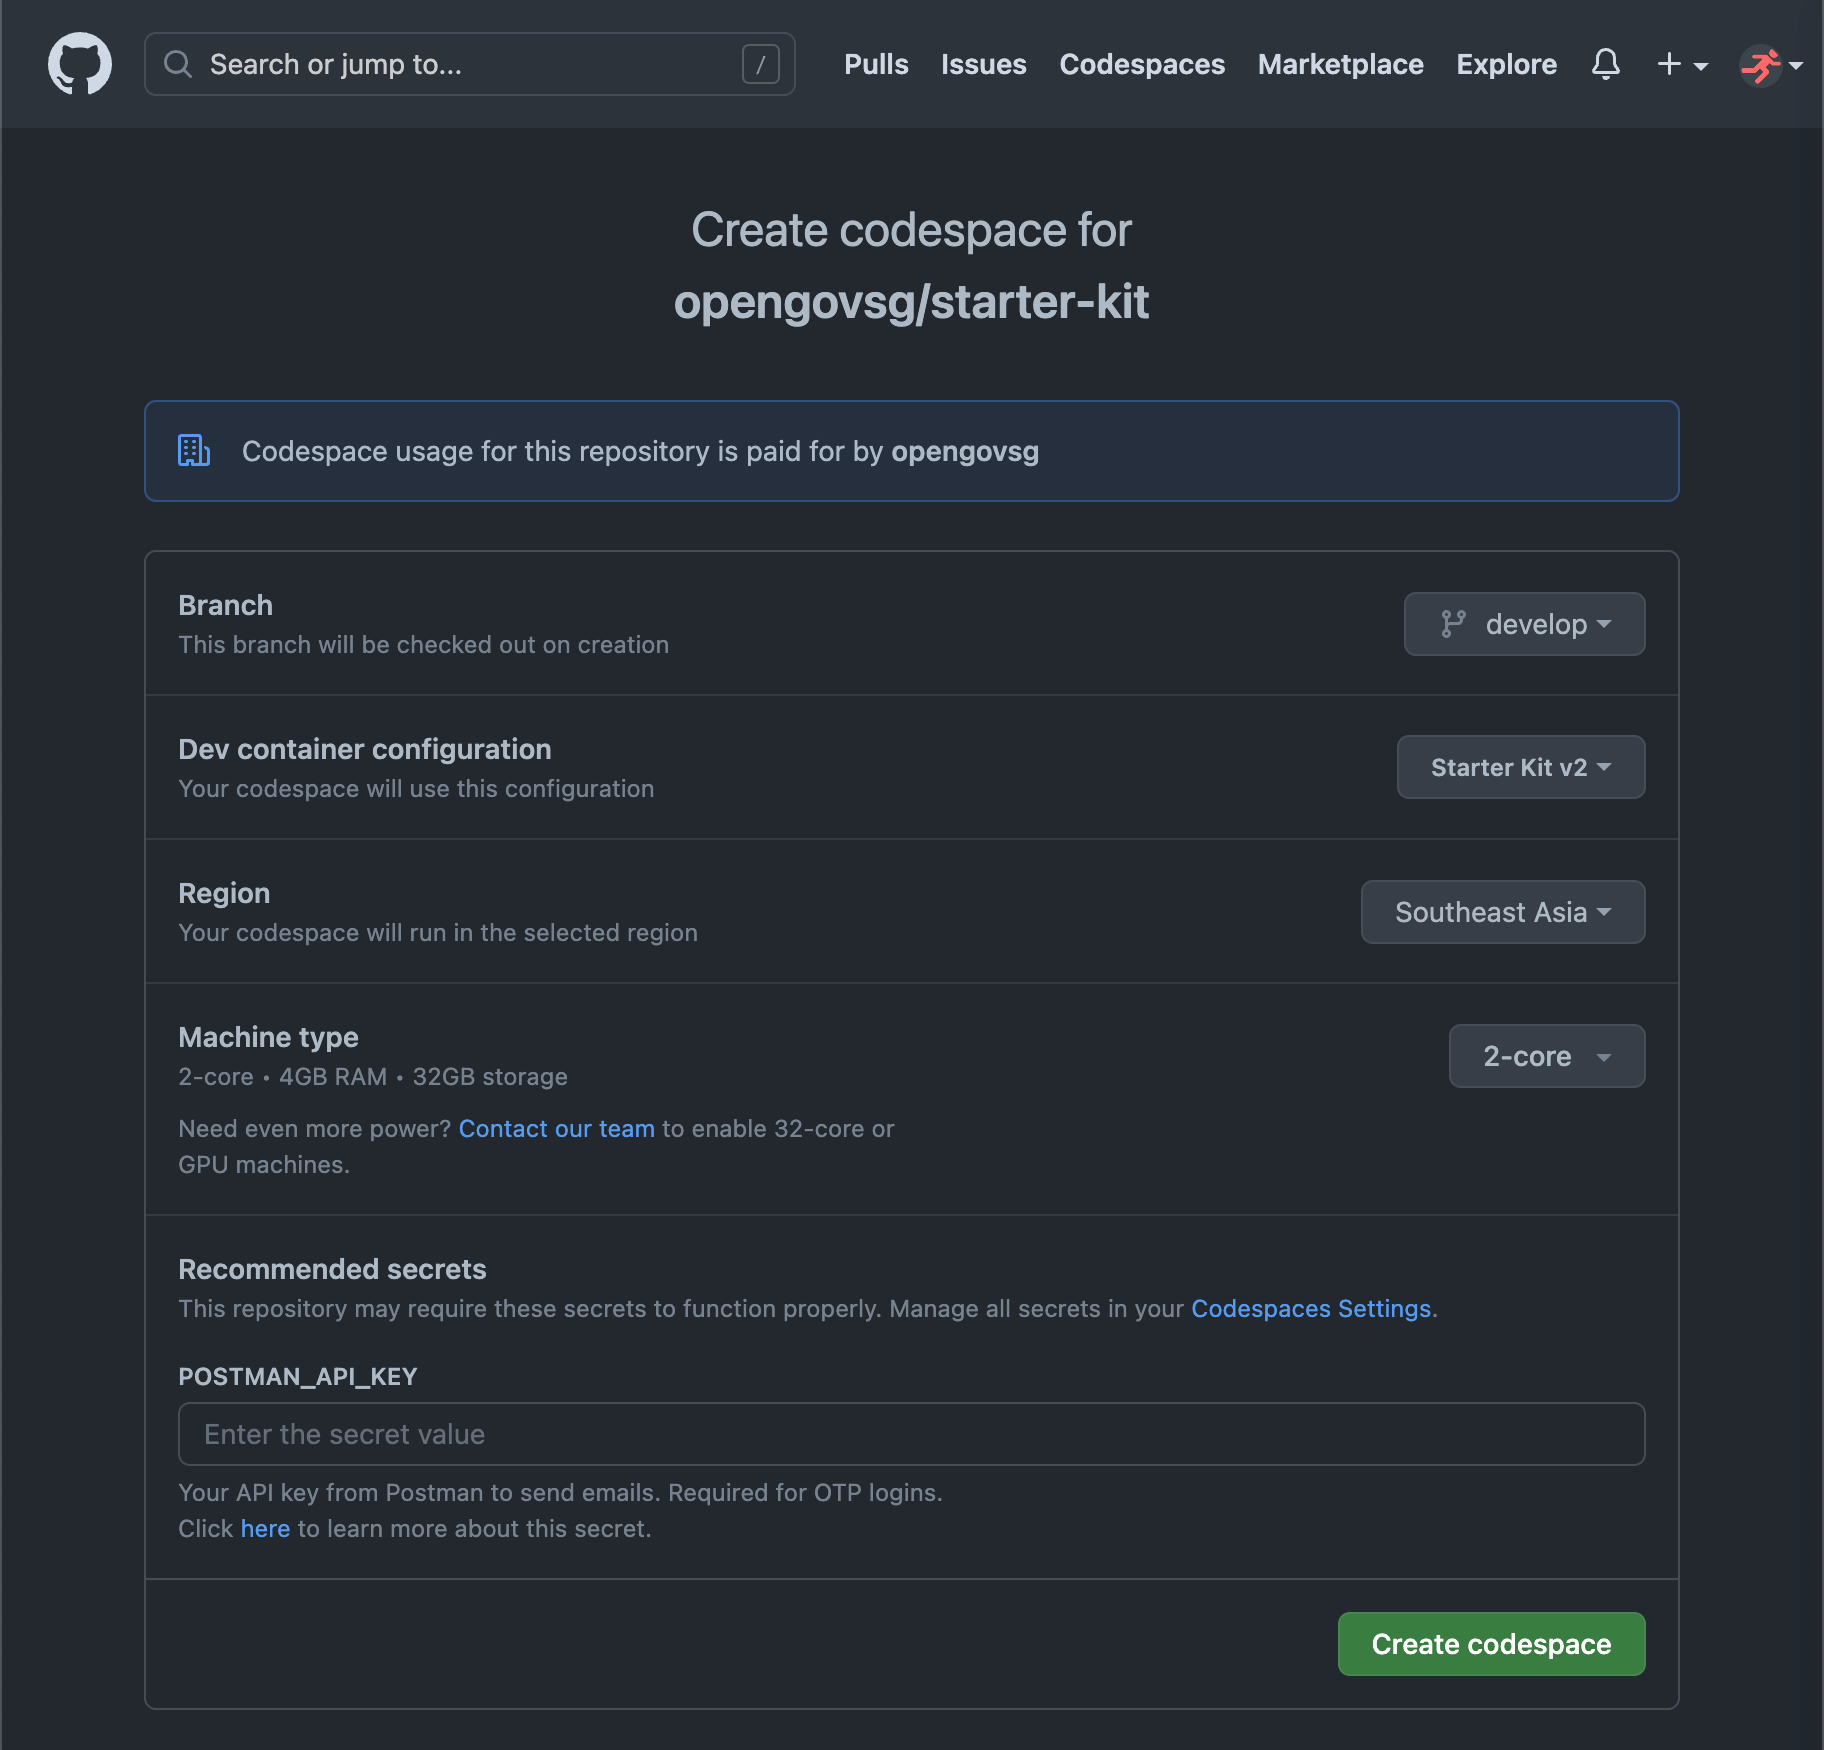 Search or jump to... /
Pulls Issues Codespaces Marketplace Explore
Create codespace for
opengovsg/starter-kit
Codespace usage for this repository is paid for by opengovsg
Branch
This branch will be checked out on creation
develop
Dev container configuration
Your codespace will use this configuration
Starter Kit v2
Region
Your codespace will run in the selected region
Southeast Asia
Machine type
2-core • 4GB RAM • 32GB storage
2-core
Need even more power? Contact our team to enable 32-core or
GPU machines.
Recommended secrets
This repository may require these secrets to function properly. Manage all secrets in your Codespaces Settings.
POSTMAN_API_KEY
Enter the secret value
Your API key from Postman to send emails. Required for OTP logins.
Click here to learn more about this secret.
Create codespace